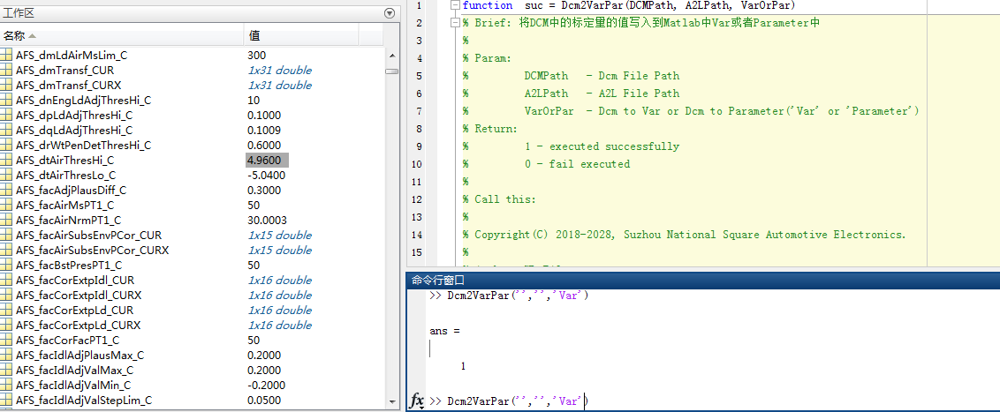 工作区
名称 值
AFS_dmLdAirMsLim_C 300
AFS_dmTransf_CUR 1x31 double
AFS_dmTransf_CURX 1x31 double
AFS_dnEngLdAdjThresHi_C 10
AFS_dpLdAdjThresHi_C 0.1000
AFS_dqLdAdjThresHi_C 0.1009
AFS_drWtPenDetThresHi_C 0.6000
AFS_dtAirThresHi_C 4.9600
AFS_dtAirThresLo_C -5.0400
AFS_facAdjPlausDiff_C 0.3000
AFS_facAirMsPT1_C 50
AFS_facAirNrmPT1_C 30.0003
AFS_facAirSubsEnvPCor_CUR 1x15 double
AFS_facAirSubsEnvPCor_CURX 1x15 double
AFS_facBstPresPT1_C 50
AFS_facCorExtpIdl_CUR 1x16 double
AFS_facCorExtpIdl_CURX 1x16 double
AFS_facCorExtpLd_CUR 1x16 double
AFS_facCorExtpLd_CURX 1x16 double
AFS_facCorFacPT1_C 50
AFS_facIdlAdjPlausMax_C 0.2000
AFS_facIdlAdjValMax_C 0.2000
AFS_facIdlAdjValMin_C -0.2000
AFS_facIdlAdjValStepLim_C 0.0500
1 function suc = Dcm2VarPar(DCMPath, A2LPath, VarOrPar)
2 % Brief: 将DCM中的标定量的值写入到Matlab中Var或者Parameter中
3 %
4 % Param:
5 % DCMPath - Dcm File Path
6 % A2LPath - A2L File Path
7 % VarOrPar - Dcm to Var or Dcm to Parameter('Var' or 'Parameter')
8 % Return:
9 % 1 - executed successfully
10 % 0 - fail executed
11 %
12 % Call this:
13 %
14 % Copyright(C) 2018-2028, Suzhou National Square Automotive Electronics.
15 %
命令行窗口
>> Dcm2VarPar('','','Var')
ans =
1
fx >> Dcm2VarPar('','','Var')